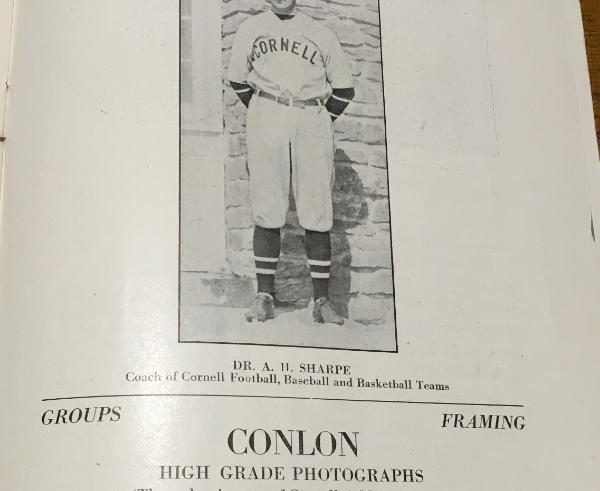 CORNELL
DR. A. H. SHARPE
Coach of Cornell Football, Baseball and Basketball Teams
GROUPS FRAMING
CONLON
HIGH GRADE PHOTOGRAPHS